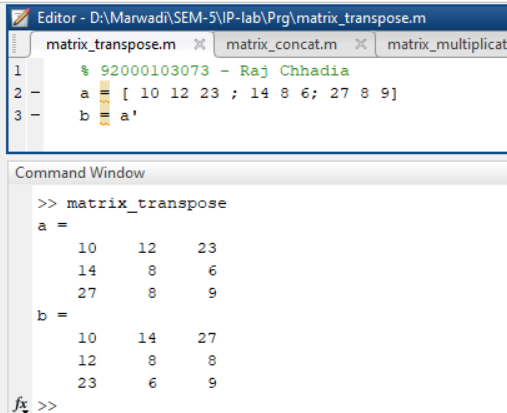 Editor - D:\Marwadi\SEM-5\IP-lab\Prg\matrix_transpose.m
matrix_transpose.m × matrix_concat.m × matrix_multiplicat
1 % 92000103073 - Raj Chhadia
2 - a = [ 10 12 23 ; 14 8 6; 27 8 9]
3 - b = a'
Command Window
>> matrix_transpose
a =
10 12 23
14 8 6
27 8 9
b =
10 14 27
12 8 8
23 6 9
fx >>